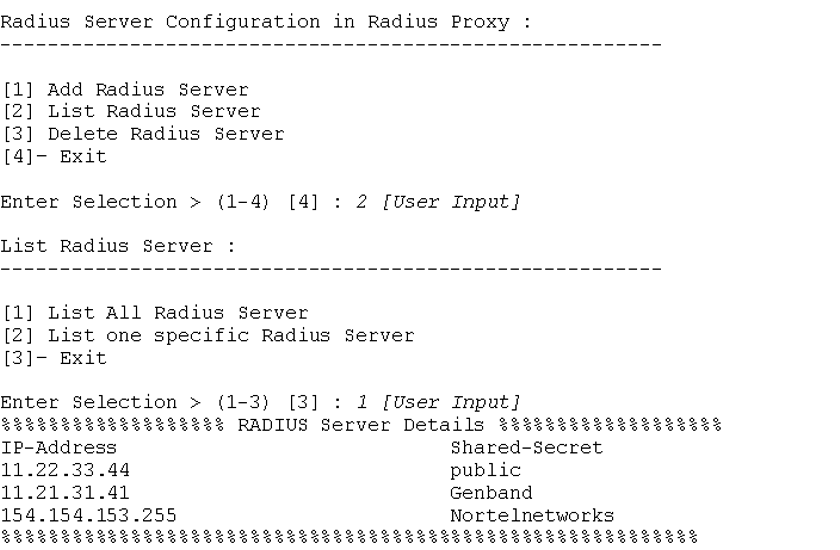 Radius Server Configuration in Radius Proxy :
--------------------------------------------------------
[1] Add Radius Server
[2] List Radius Server
[3] Delete Radius Server
[4]- Exit
Enter Selection > (1-4) [4] : 2 [User Input]
List Radius Server :
--------------------------------------------------------
[1] List All Radius Server
[2] List one specific Radius Server
[3]- Exit
Enter Selection > (1-3) [3] : 1 [User Input]
%%%%%%%%%%%%%%%%%%% RADIUS Server Details %%%%%%%%%%%%%%%%%%%
IP-Address Shared-Secret
11.22.33.44 public
11.21.31.41 Genband
154.154.153.255 Nortelnetworks
%%%%%%%%%%%%%%%%%%%%%%%%%%%%%%%%%%%%%%%%%%%%%%%%%%%%%%%%%%%